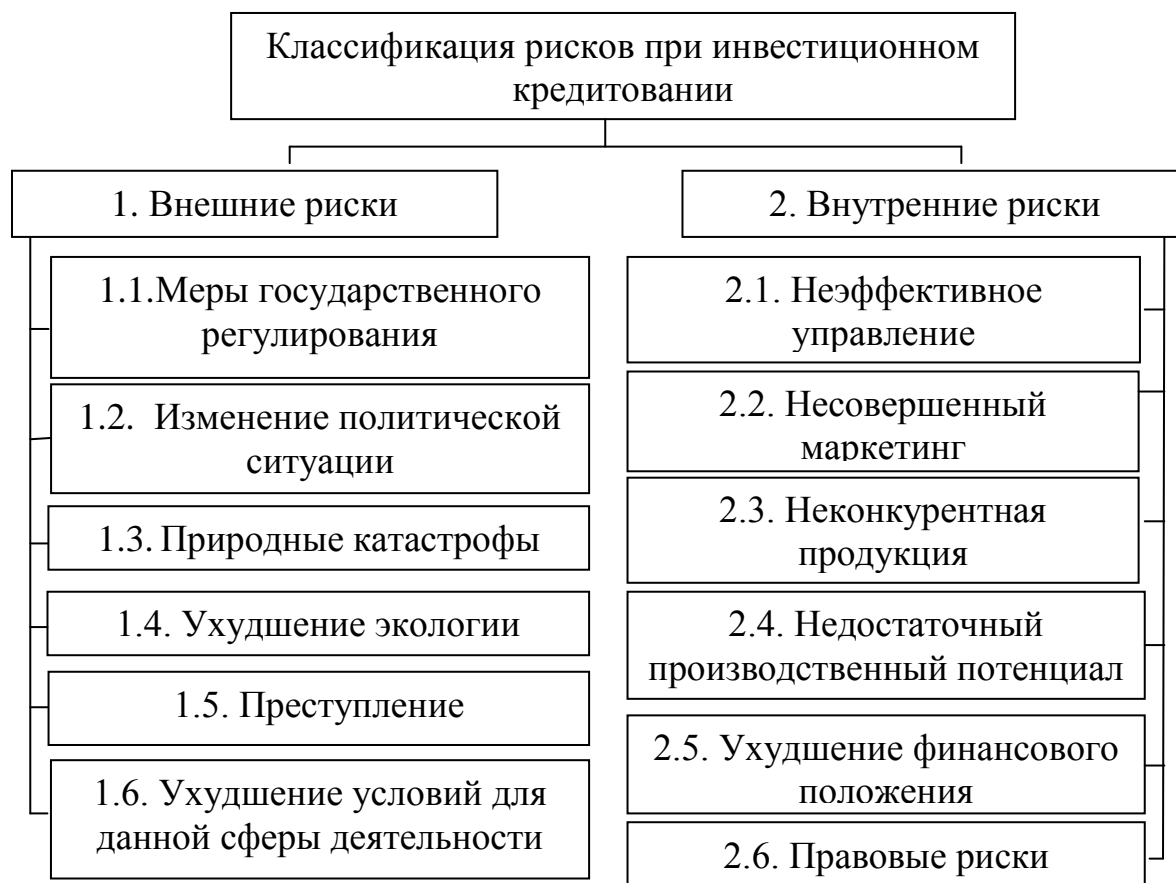 Классификация рисков при инвестиционном
кредитовании
1. Внешние риски
1.1.Меры государственного
регулирования
1.2. Изменение политической
ситуации
1.3. Природные катастрофы
1.4. Ухудшение экологии
1.5. Преступление
1.6. Ухудшение условий для
данной сферы деятельности
2. Внутренние риски
2.1. Неэффективное
управление
2.2. Несовершенный
маркетинг
2.3. Неконкурентная
продукция
2.4. Недостаточный
производственный потенциал
2.5. Ухудшение финансового
положения
2.6. Правовые риски